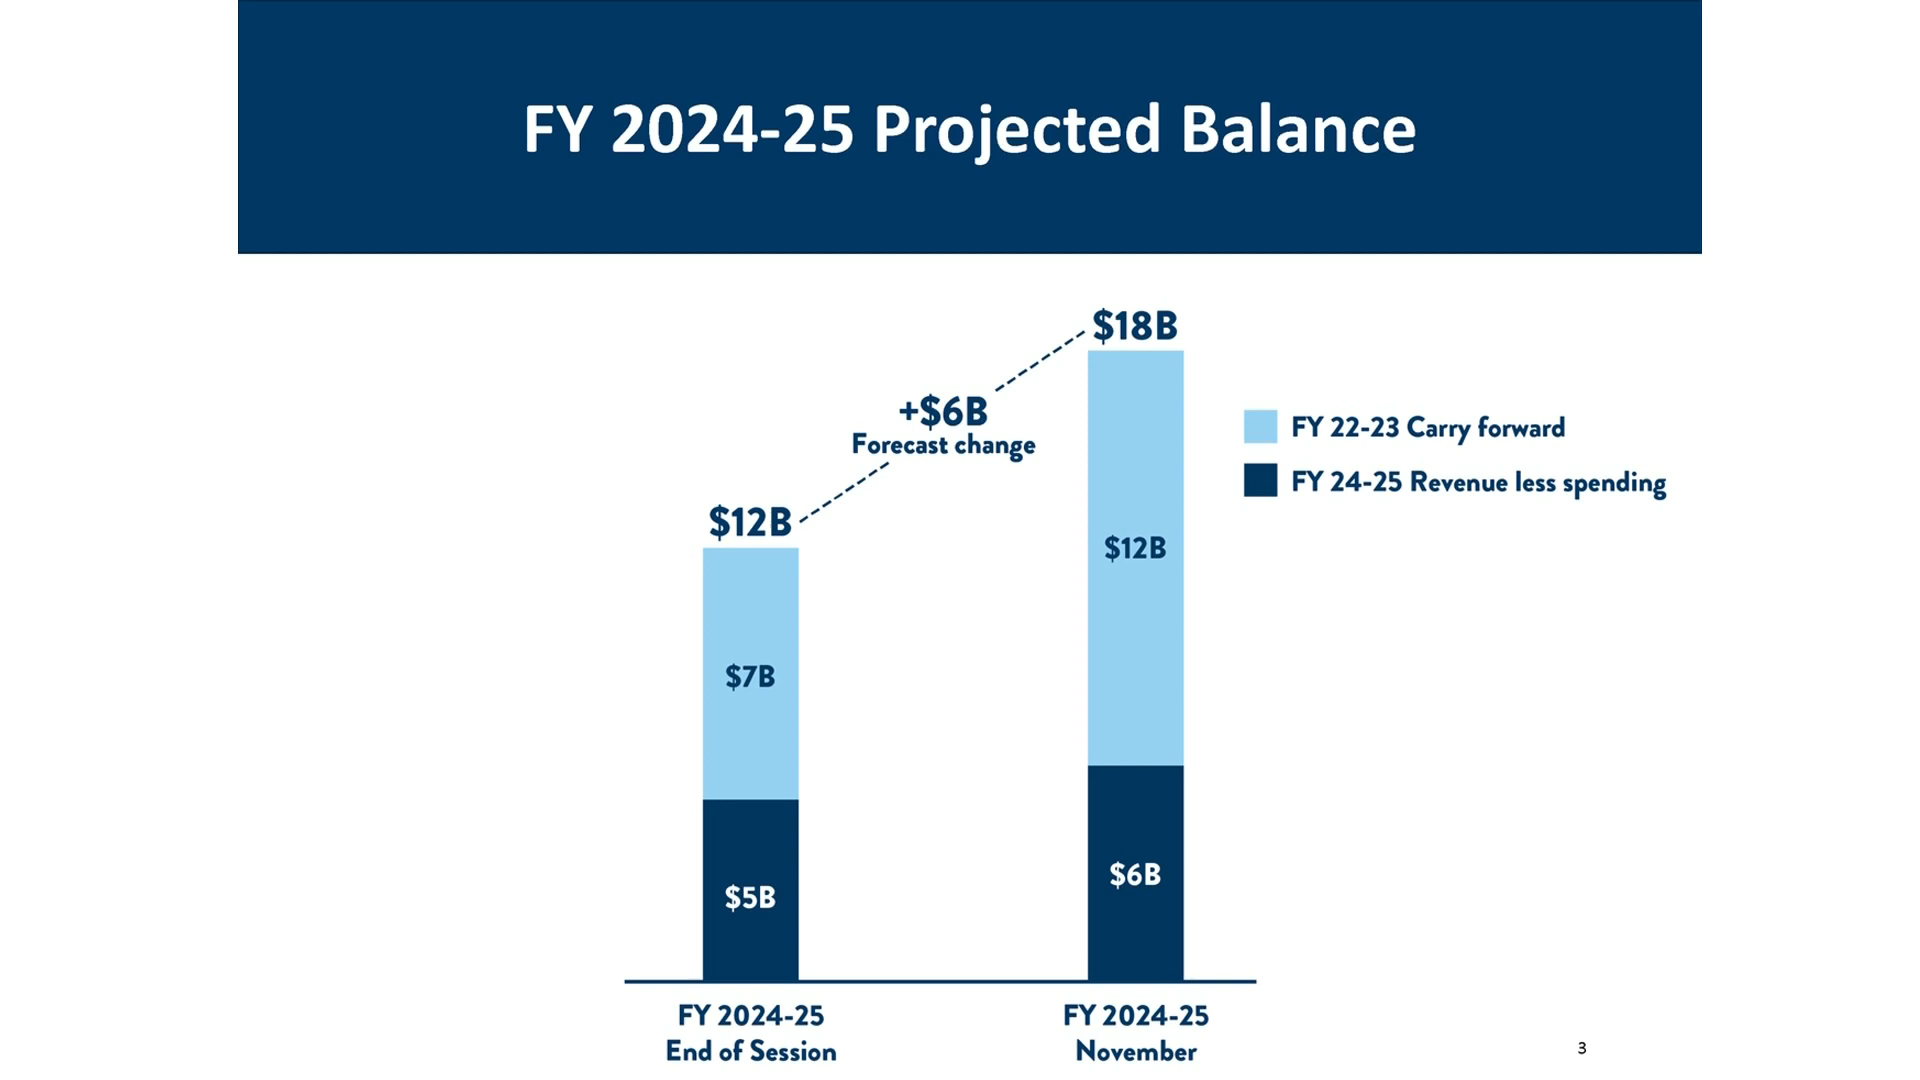 FY 2024-25 Projected Balance
$18B
+$6B
Forecast change
FY 22-23 Carry forward
FY 24-25 Revenue less spending
$12B
$12B
$7B
$6B
$5B
FY 2024-25
End of Session
FY 2024-25
November
3